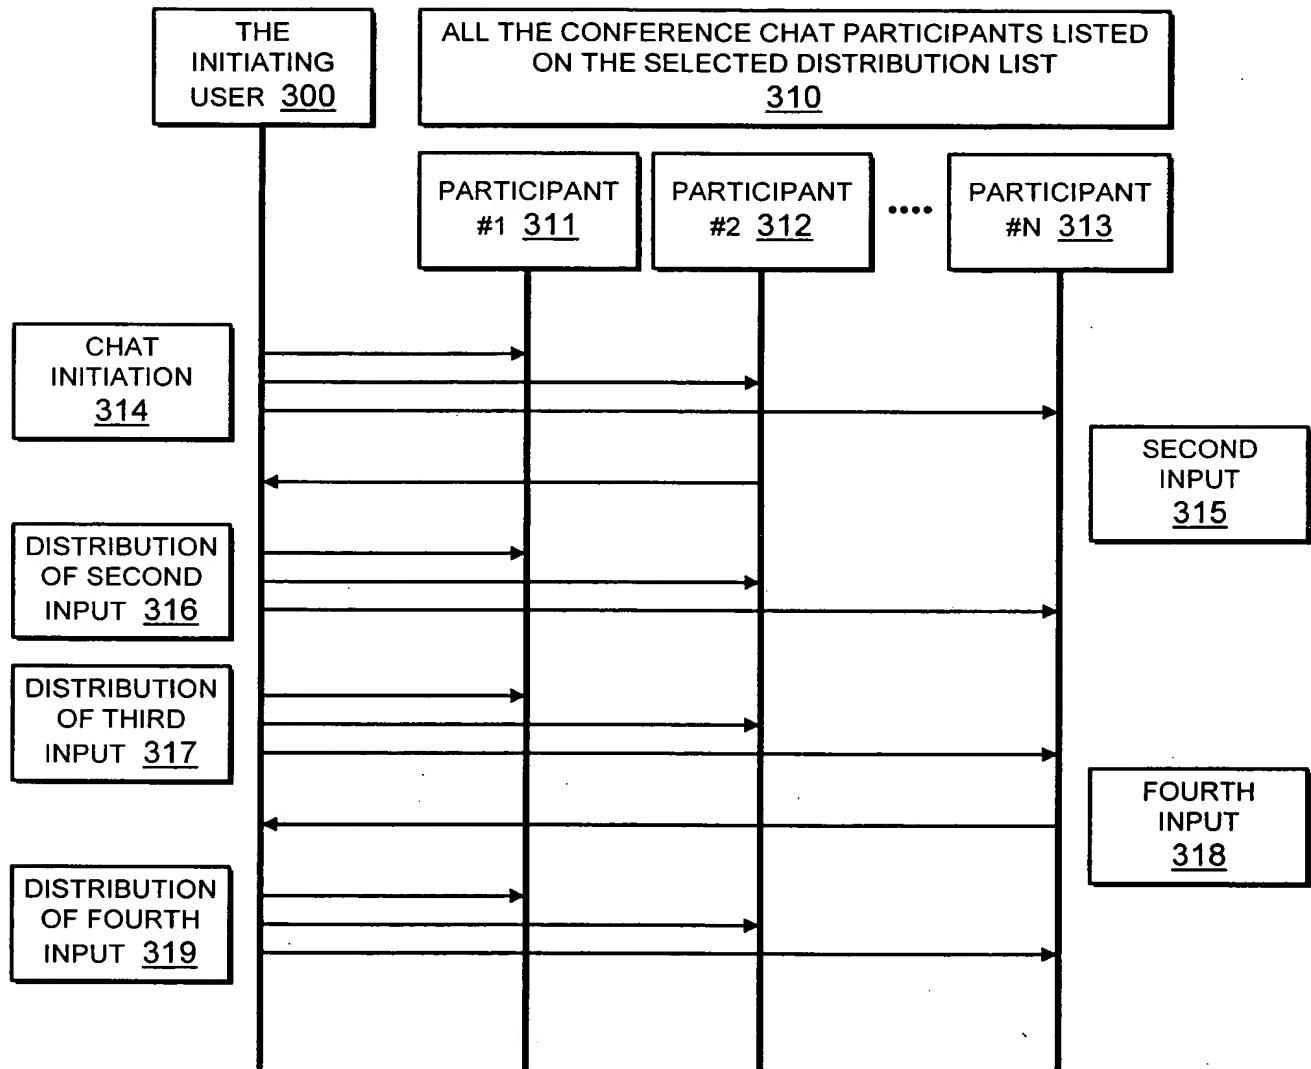 THE
INITIATING
USER 300
ALL THE CONFERENCE CHAT PARTICIPANTS LISTED
ON THE SELECTED DISTRIBUTION LIST
310
PARTICIPANT
#1 311
PARTICIPANT
#2 312
PARTICIPANT
#N 313
CHAT
INITIATION
314
SECOND
INPUT
315
DISTRIBUTION
OF SECOND
INPUT 316
DISTRIBUTION
OF THIRD
INPUT 317
FOURTH
INPUT
318
DISTRIBUTION
OF FOURTH
INPUT 319